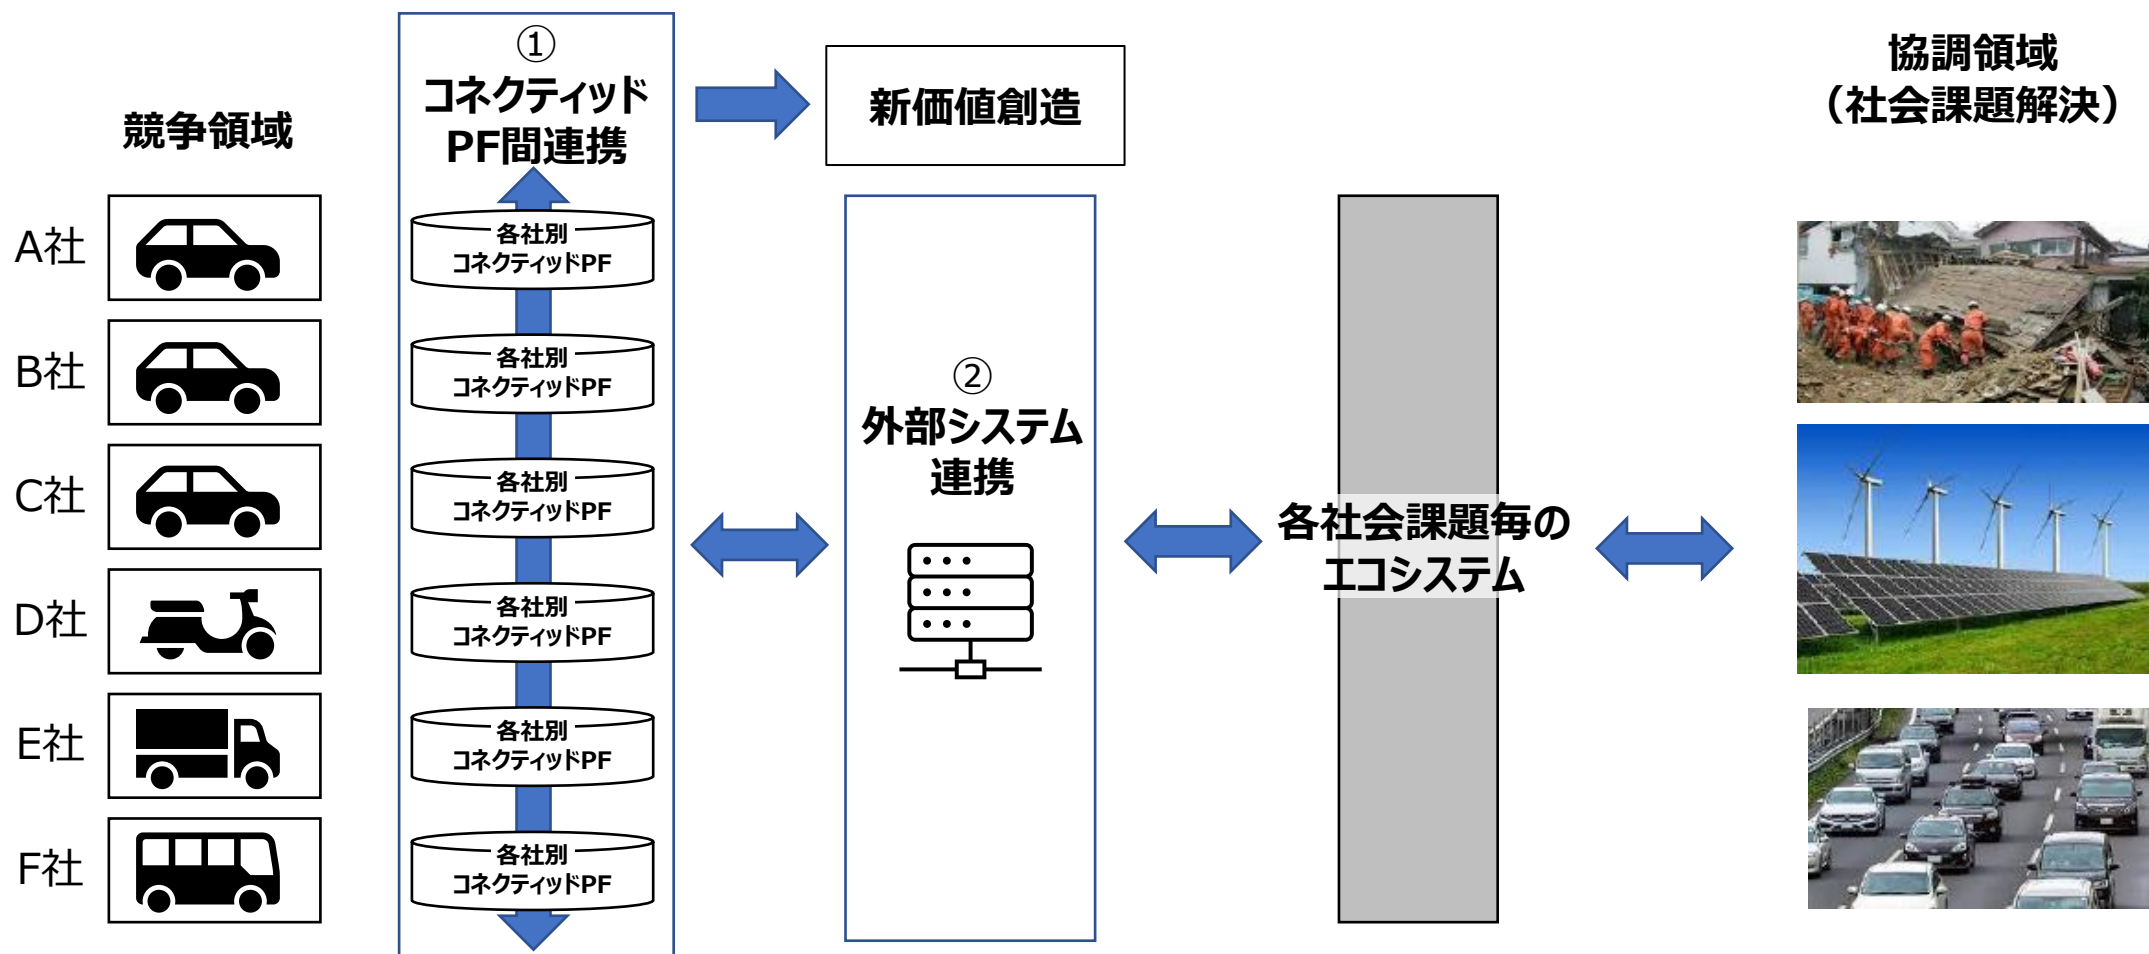 競争領域
A社
B社
C社
D社
E社
F社
①
コネクティッド
PF間連携
各社別
コネクティッドPF
各社別
コネクティッドPF
各社別
コネクティッドPF
各社別
コネクティッドPF
各社別
コネクティッドPF
各社別
コネクティッドPF
新価値創造
②
外部システム
連携
各社会課題毎の
エコシステム
協調領域
（社会課題解決）